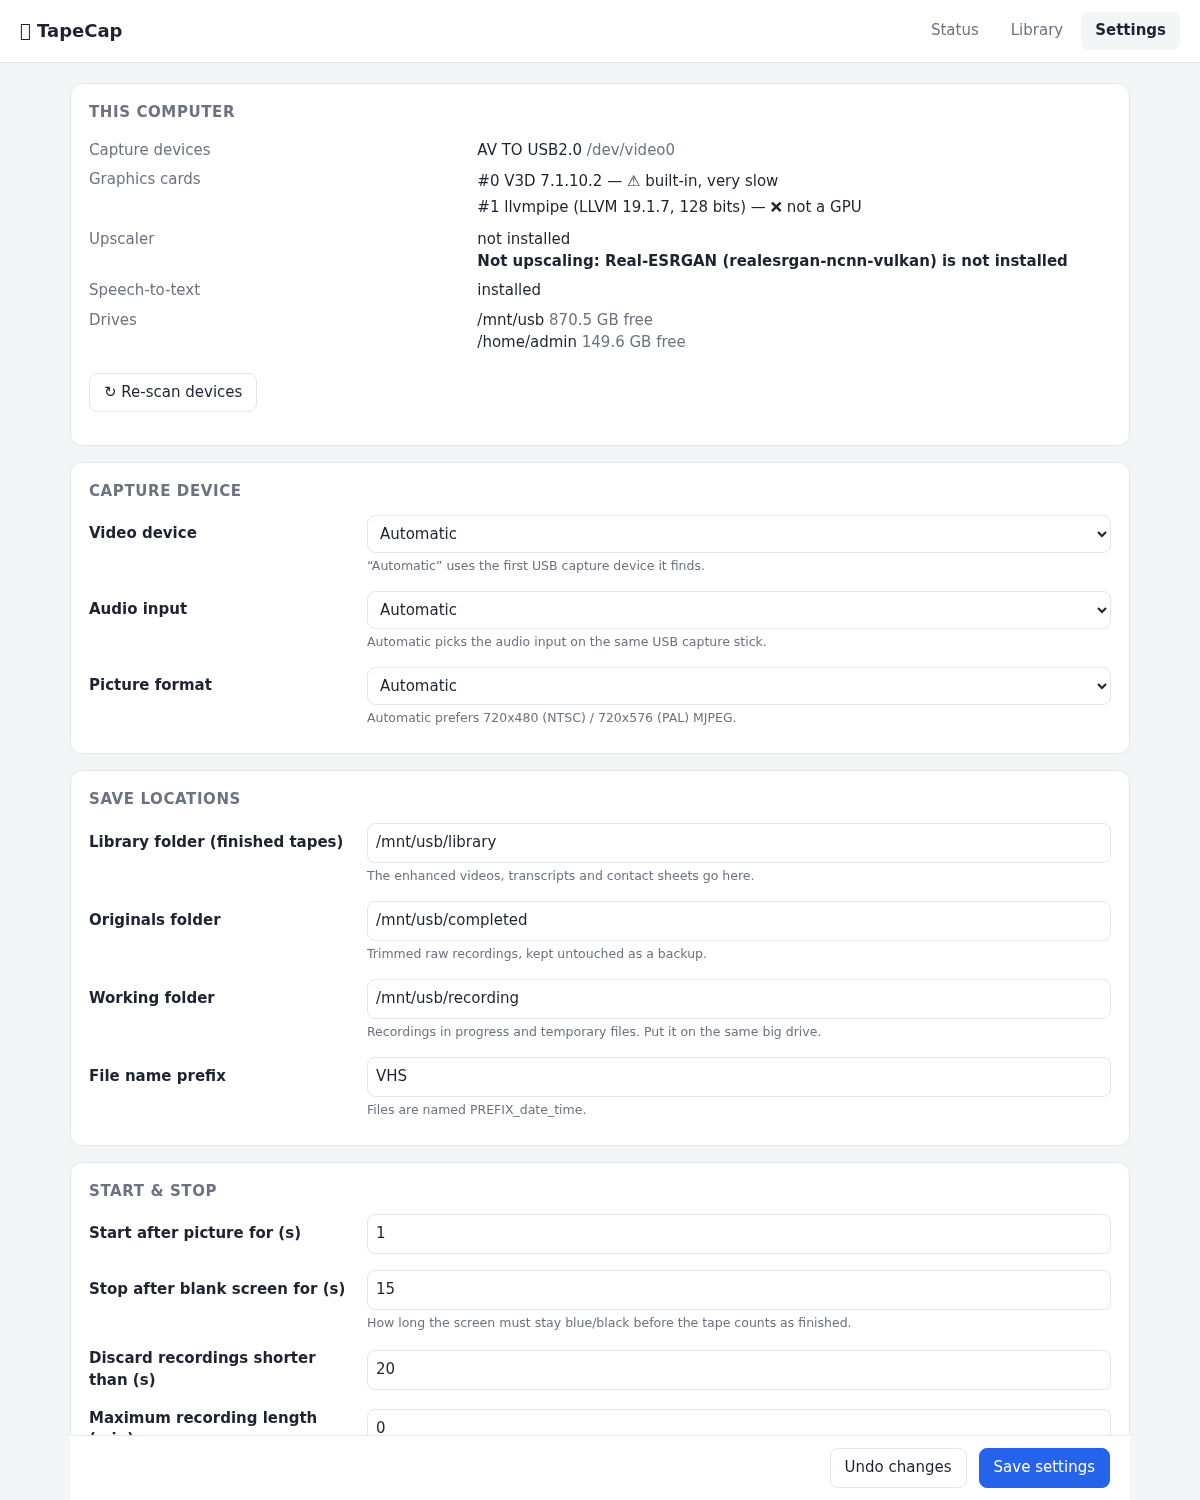 TapeCap
Status
Library
Settings
THIS COMPUTER
Capture devices
AV TO USB2.0 /dev/video0
Graphics cards
#0 V3D 7.1.10.2 — ⚠ built-in, very slow
#1 llvmpipe (LLVM 19.1.7, 128 bits) — ❌ not a GPU
Upscaler
not installed
Not upscaling: Real-ESRGAN (realesrgan-ncnn-vulkan) is not installed
Speech-to-text
installed
Drives
/mnt/usb 870.5 GB free
/home/admin 149.6 GB free
↻ Re-scan devices
CAPTURE DEVICE
Video device
Automatic
“Automatic” uses the first USB capture device it finds.
Audio input
Automatic
Automatic picks the audio input on the same USB capture stick.
Picture format
Automatic
Automatic prefers 720x480 (NTSC) / 720x576 (PAL) MJPEG.
SAVE LOCATIONS
Library folder (finished tapes)
/mnt/usb/library
The enhanced videos, transcripts and contact sheets go here.
Originals folder
/mnt/usb/completed
Trimmed raw recordings, kept untouched as a backup.
Working folder
/mnt/usb/recording
Recordings in progress and temporary files. Put it on the same big drive.
File name prefix
VHS
Files are named PREFIX_date_time.
START & STOP
Start after picture for (s)
1
Stop after blank screen for (s)
15
How long the screen must stay blue/black before the tape counts as finished.
Discard recordings shorter
than (s)
20
Maximum recording length
0
Undo changes
Save settings